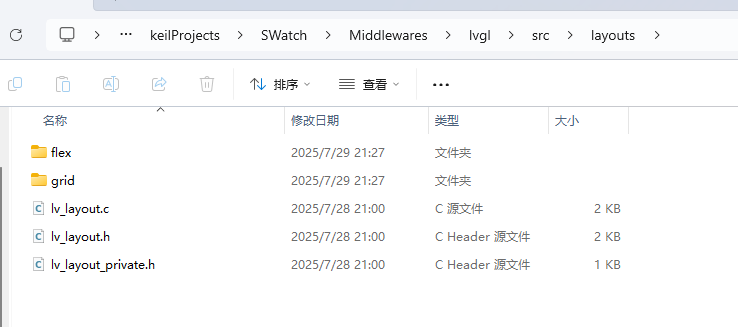 ··· > keilProjects > SWatch > Middlewares > lvgl > src > layouts >
排序 查看 ···
名称 修改日期 类型 大小
flex 2025/7/29 21:27 文件夹
grid 2025/7/29 21:27 文件夹
lv_layout.c 2025/7/28 21:00 C 源文件 2 KB
lv_layout.h 2025/7/28 21:00 C Header 源文件 2 KB
lv_layout_private.h 2025/7/28 21:00 C Header 源文件 1 KB